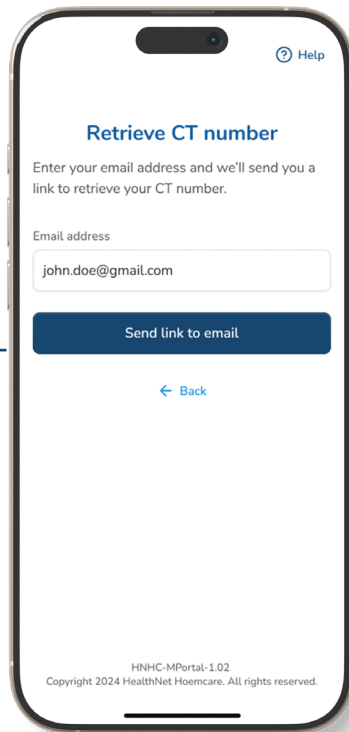 Help
Retrieve CT number
Enter your email address and we'll send you a
link to retrieve your CT number.
Email address
john.doe@gmail.com
Send link to email
Back
HNHC-MPortal-1.02
Copyright 2024 HealthNet Hoemcare. All rights reserved.